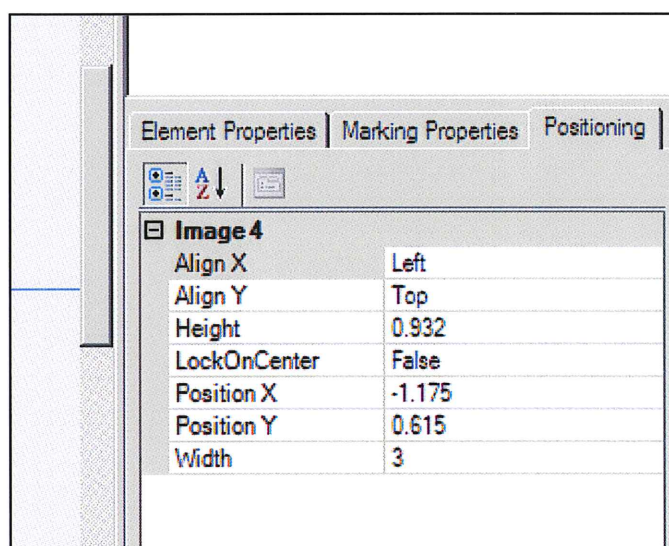 Element Properties Marking Properties Positioning
A
Z
Image 4
Align X Left
Align Y Top
Height 0.932
LockOnCenter False
Position X -1.175
Position Y 0.615
Width 3